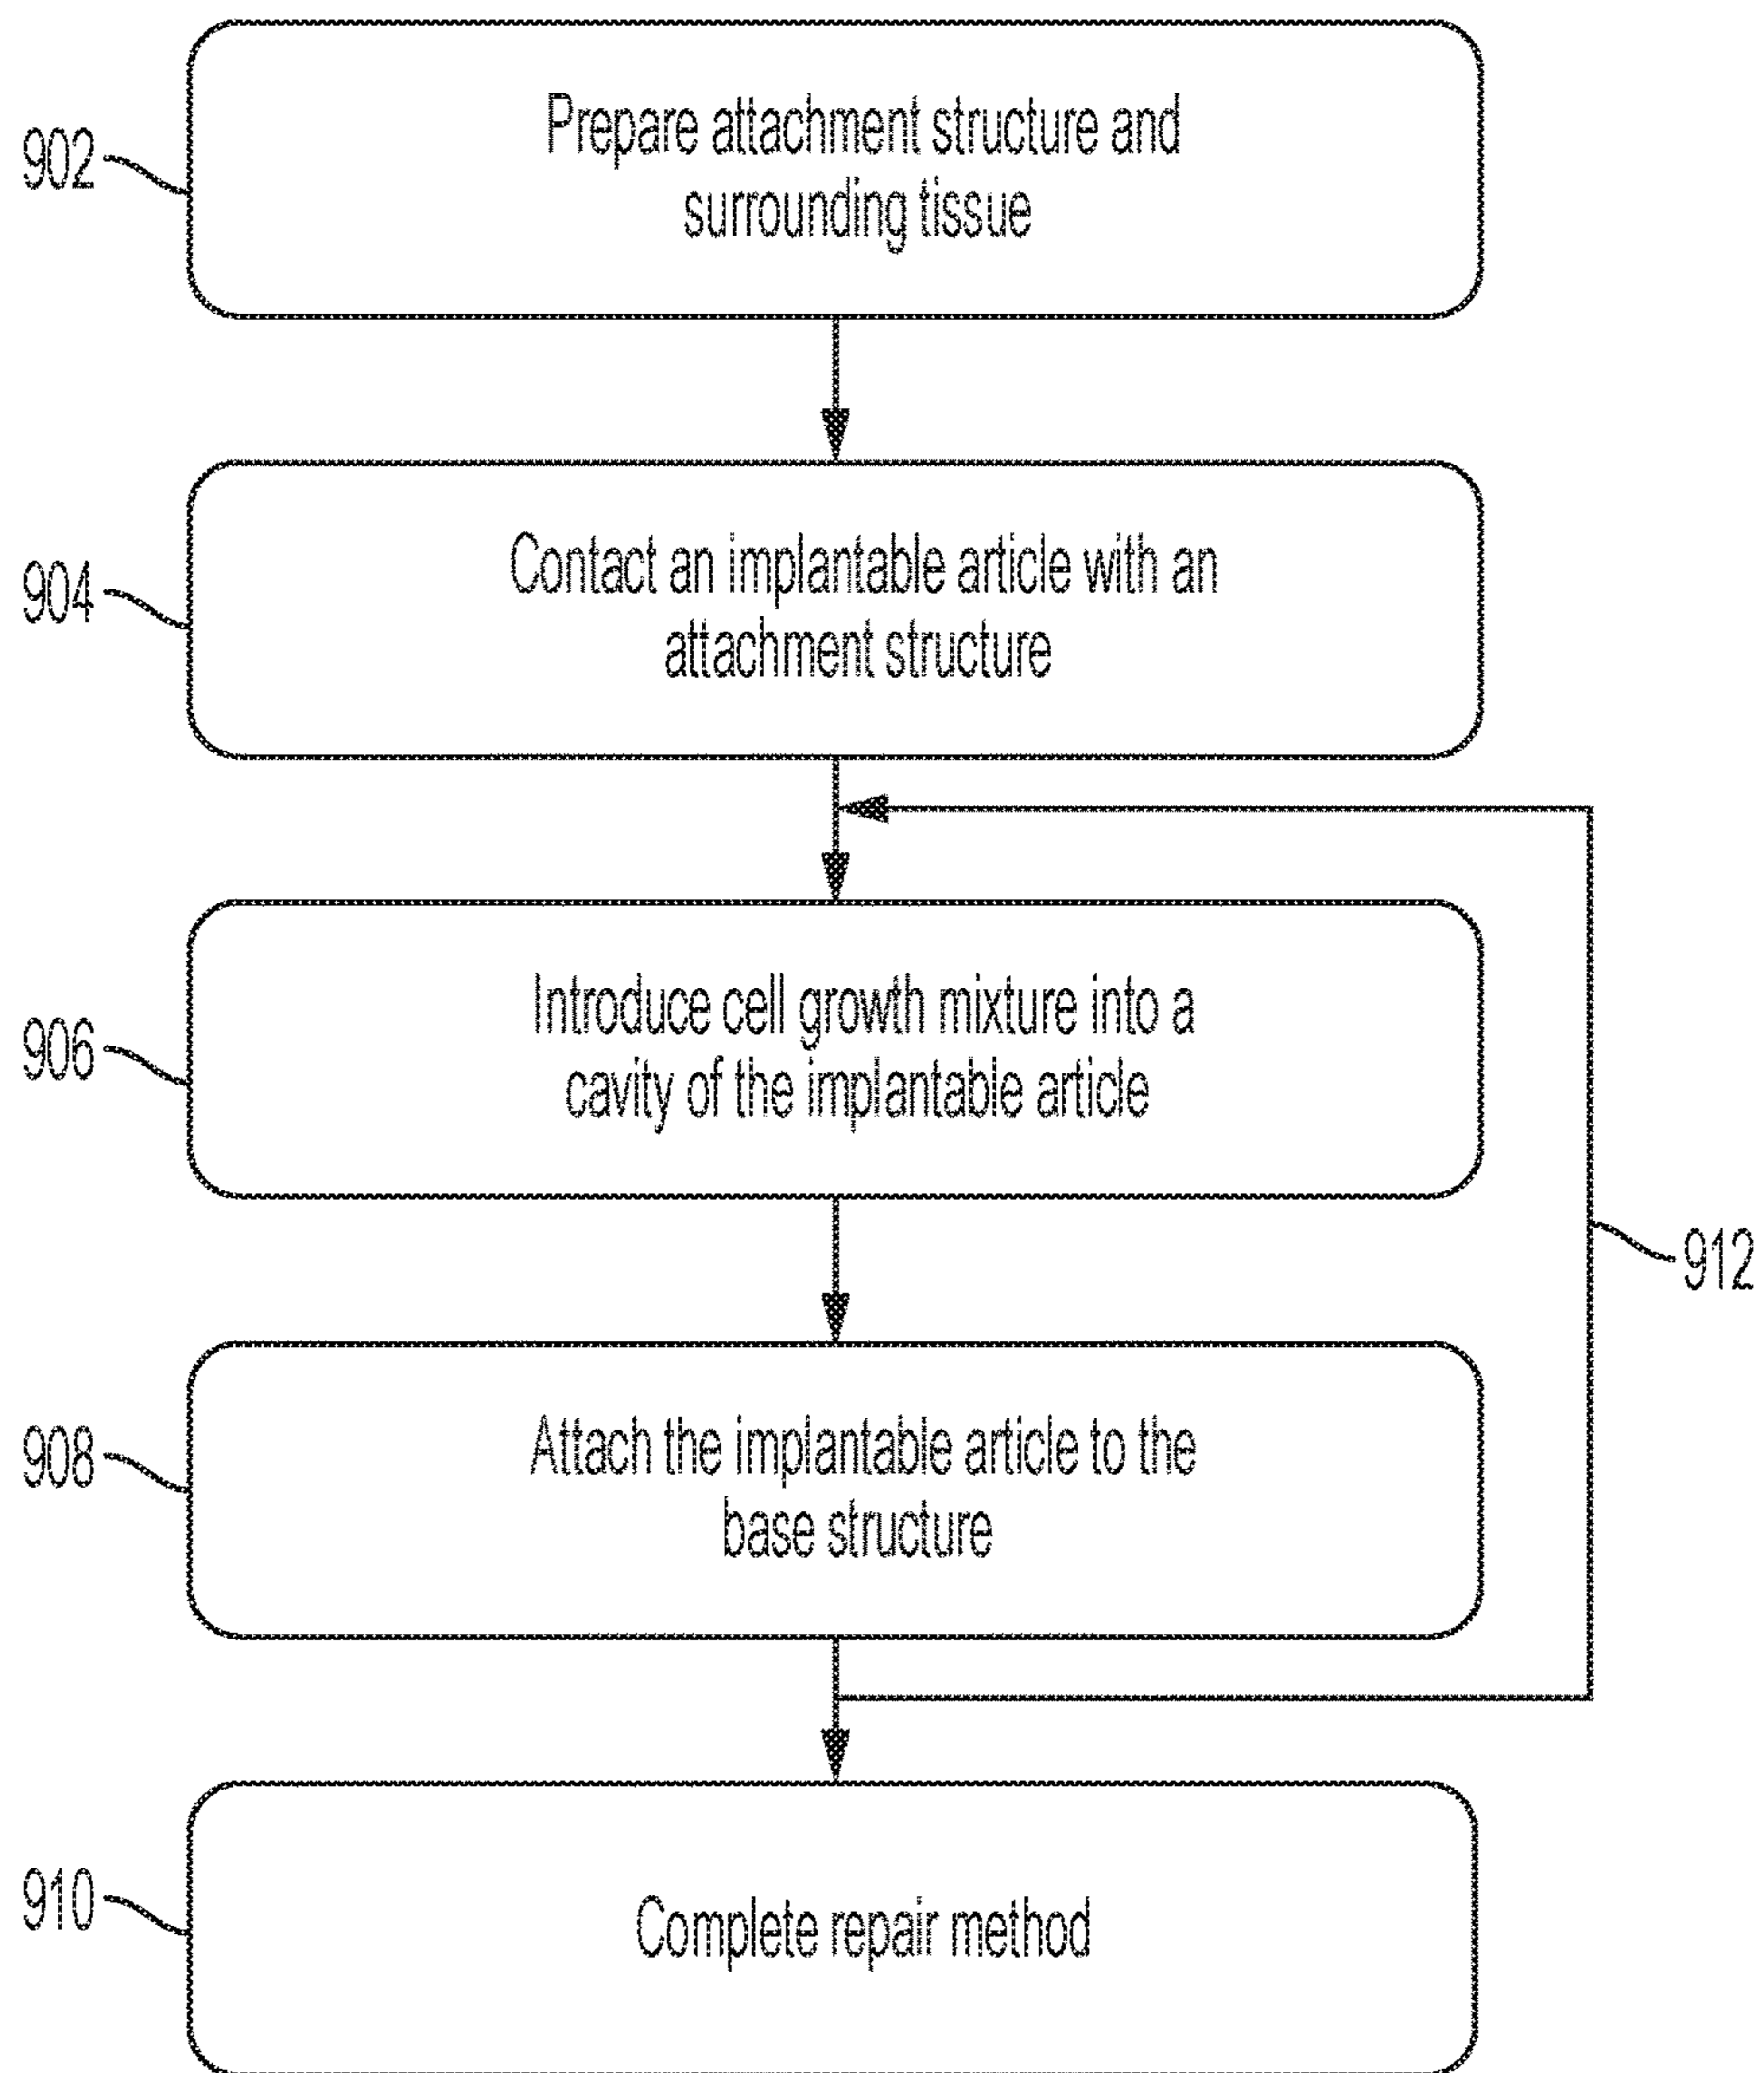 902
Prepare attachment structure and
surrounding tissue
904
Contact an implantable article with an
attachment structure
906
Introduce cell growth mixture into a
cavity of the implantable article
912
908
Attach the implantable article to the
base structure
910
Complete repair method